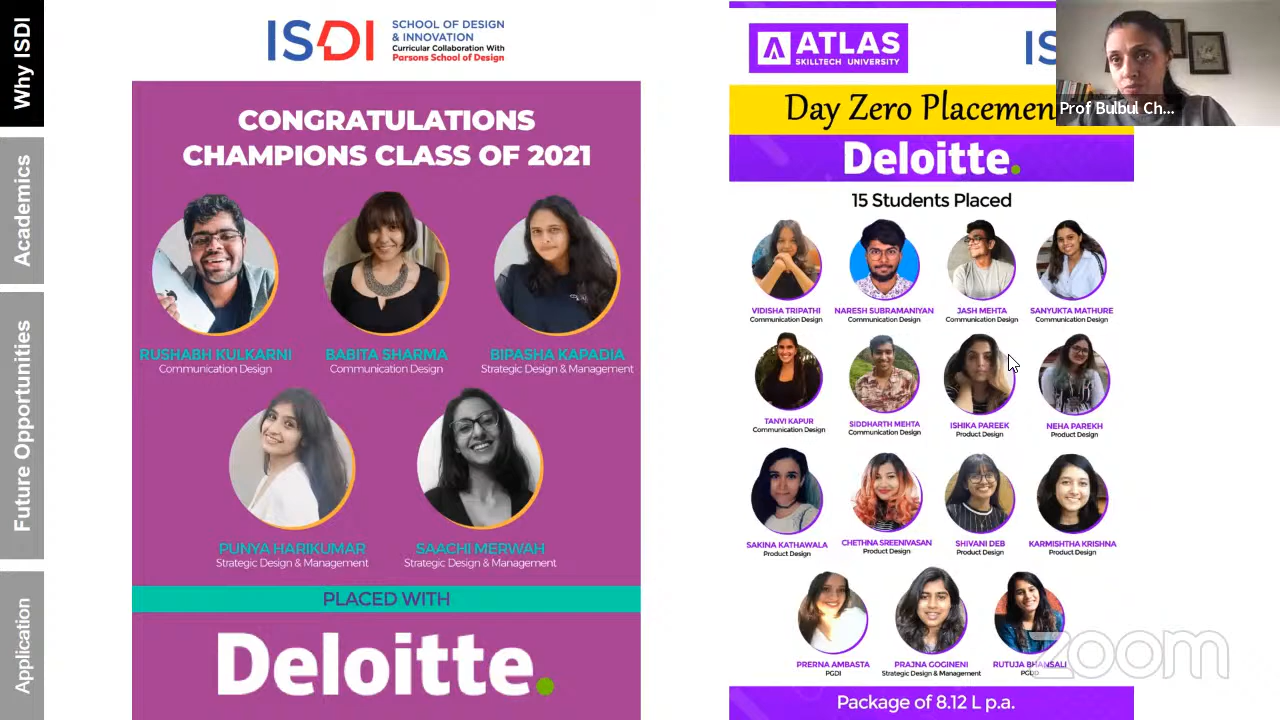 Why ISDI
Academics
Future Opportunities
Application
ISDI
SCHOOL OF DESIGN
& INNOVATION
Curricular Collaboration With
Parsons School of Design
CONGRATULATIONS
CHAMPIONS CLASS OF 2021
RUSHABH KULKARNI
Communication Design
BABITA SHARMA
Communication Design
BIPASHA KAPADIA
Strategic Design & Management
PUNYA HARIKUMAR
Strategic Design & Management
SAACHI MERWAH
Strategic Design & Management
PLACED WITH
Deloitte.
ATLAS
SKILLTECH UNIVERSITY
IS
Prof Bulbul Ch...
Day Zero Placemen
Deloitte.
15 Students Placed
VIDISHA TRIPATHI
Communication Design
NARESH SUBRAMANIYAN
Communication Design
JASH MEHTA
Communication Design
SANYUKTA MATHURE
Communication Design
TANVI KAPUR
Communication Design
SIDDHARTH MEHTA
Communication Design
ISHIKA PAREEK
Product Design
NEHA PAREKH
Product Design
SAKINA KATHAWALA
Product Design
CHETHNA SREENIVASAN
Product Design
SHIVANI DEB
Product Design
KARMISHTHA KRISHNA
Product Design
PRERNA AMBASTA
PGDI
PRAJNA GOGINENI
Strategic Design & Management
RUTUJA BHANSALI
zoom
Package of 8.12 L p.a.